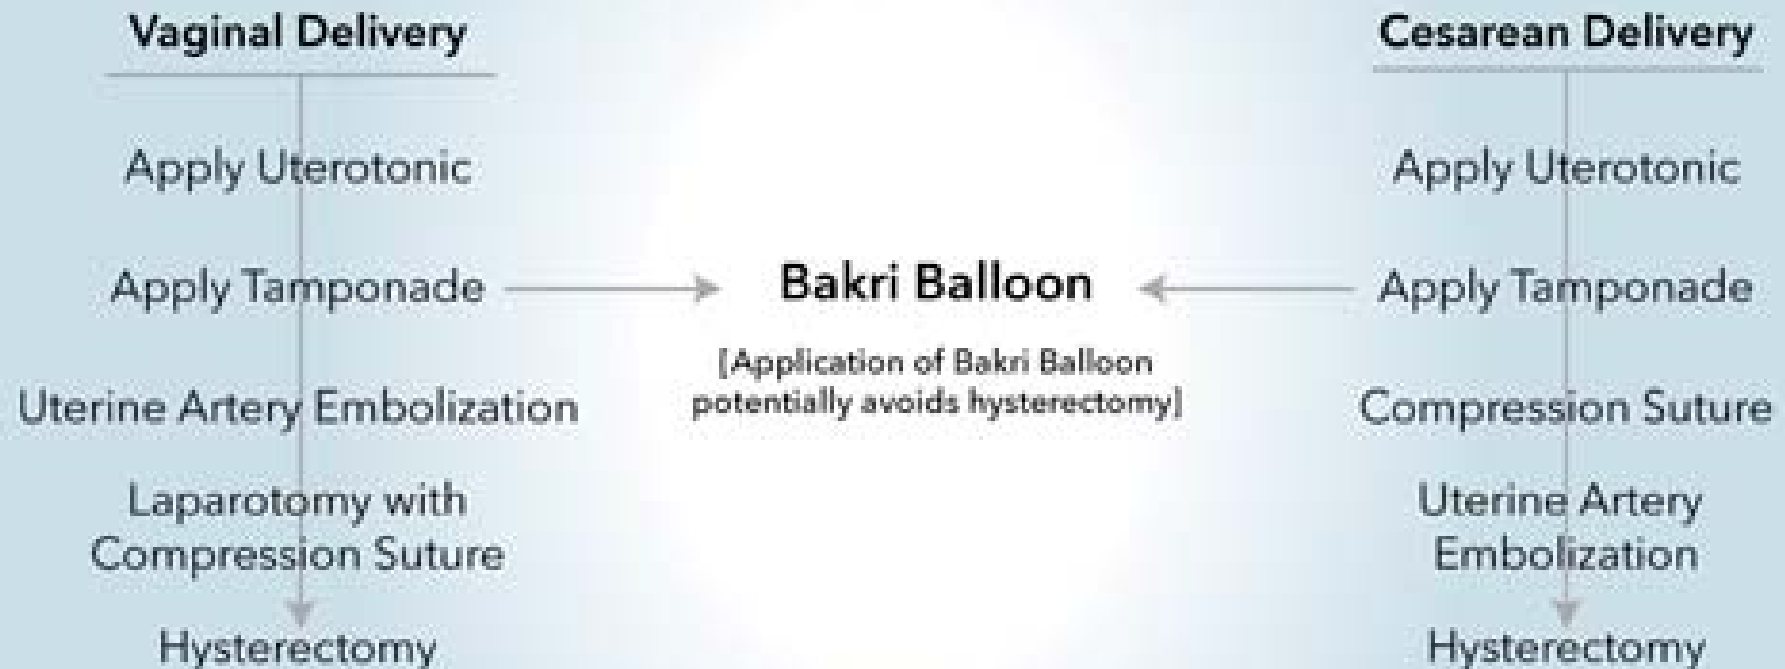 Vaginal Delivery
Apply Uterotonic
Apply Tamponade
Uterine Artery Embolization
Laparotomy with
Compression Suture
Hysterectomy
Bakri Balloon
[Application of Bakri Balloon
potentially avoids hysterectomy]
Cesarean Delivery
Apply Uterotonic
Apply Tamponade
Compression Suture
Uterine Artery
Embolization
Hysterectomy